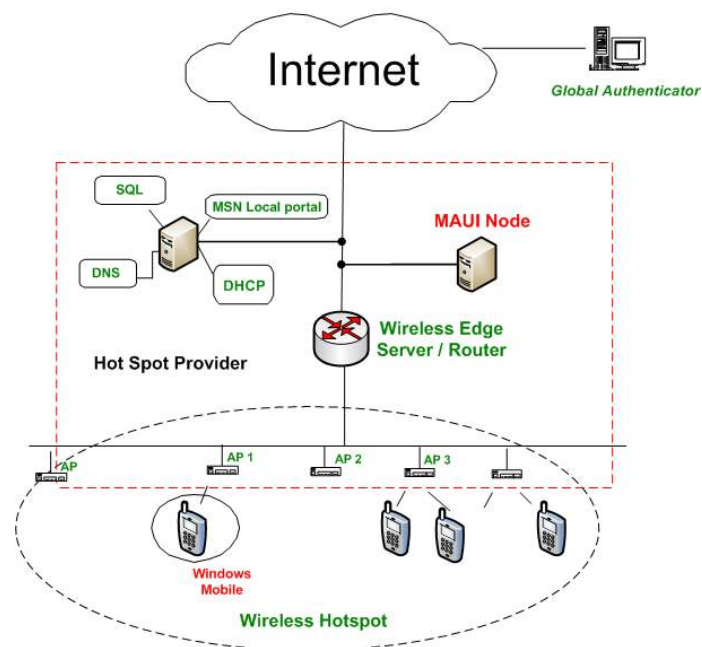 Internet
Global Authenticator
SQL
MSN Local portal
MAUI Node
DNS
DHCP
Wireless Edge
Server / Router
Hot Spot Provider
AP
AP 1
AP 2
AP 3
Windows
Mobile
Wireless Hotspot